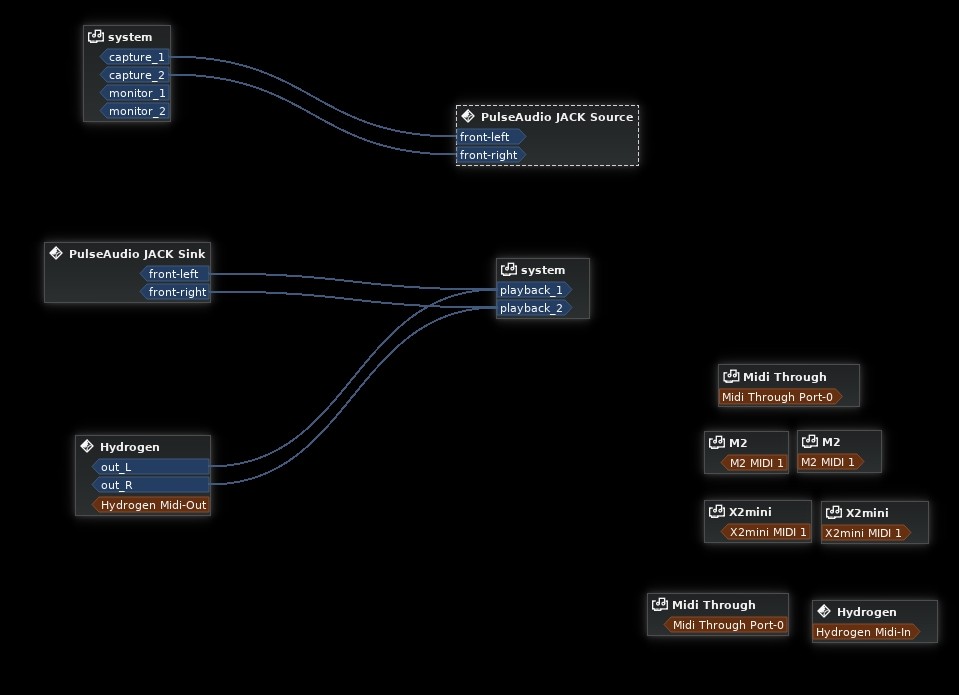 system
capture_1
capture_2
monitor_1
monitor_2
PulseAudio JACK Source
front-left
front-right
PulseAudio JACK Sink
front-left
front-right
system
playback_1
playback_2
Midi Through
Midi Through Port-0
M2
M2 MIDI 1
M2
M2 MIDI 1
Hydrogen
out_L
out_R
Hydrogen Midi-Out
X2mini
X2mini MIDI 1
X2mini
X2mini MIDI 1
Midi Through
Midi Through Port-0
Hydrogen
Hydrogen Midi-In